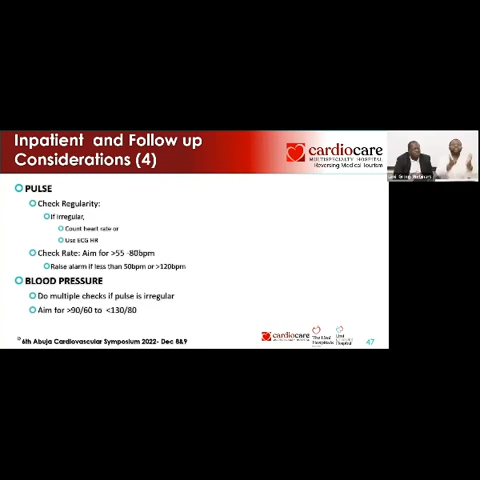 Inpatient and Follow up
Considerations (4)
cardiocare
MULTISPECIALTY HOSPITAL
Reversing Medical Tourism
PULSE
Check Regularity:
If irregular,
Count heart rate or
Use ECG HR
Check Rate: Aim for >55 -80bpm
Raise alarm if less than 50bpm or >120bpm
BLOOD PRESSURE
Do multiple checks if pulse is irregular
Aim for >90/60 to <130/80
6th Abuja Cardiovascular Symposium 2022- Dec 8&9
cardiocare
47